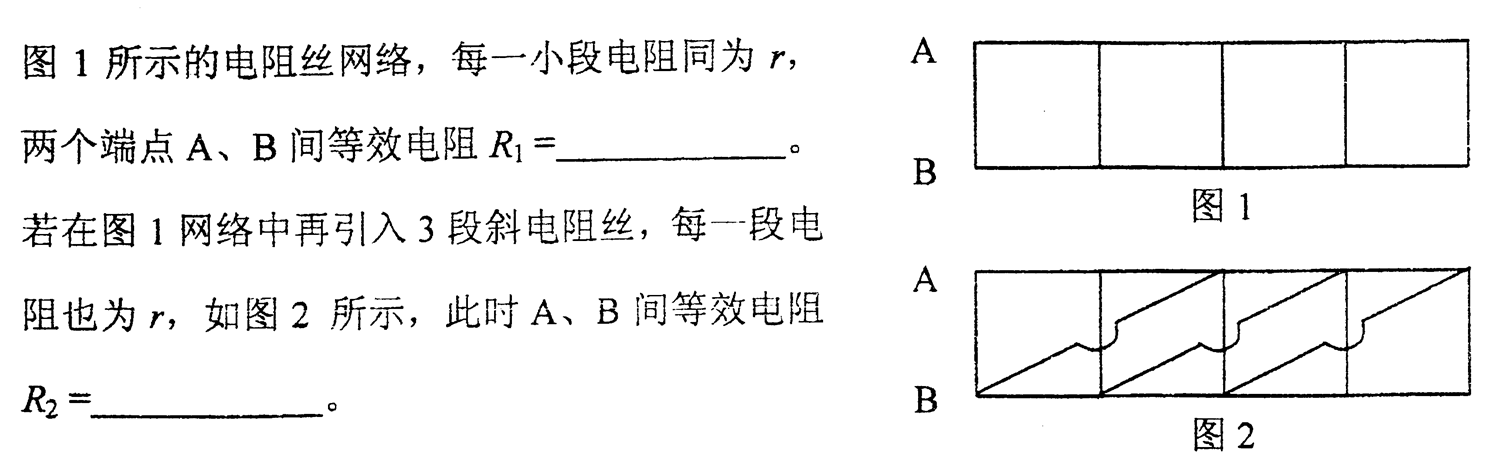 图 1 所示的电阻丝网络，每一小段电阻同为 r，
两个端点 A、B 间等效电阻 R₁ =____________。
若在图 1 网络中再引入 3 段斜电阻丝，每一段电
阻也为 r，如图 2 所示，此时 A、B 间等效电阻
R₂ =____________。
A
B
图 1
A
B
图 2